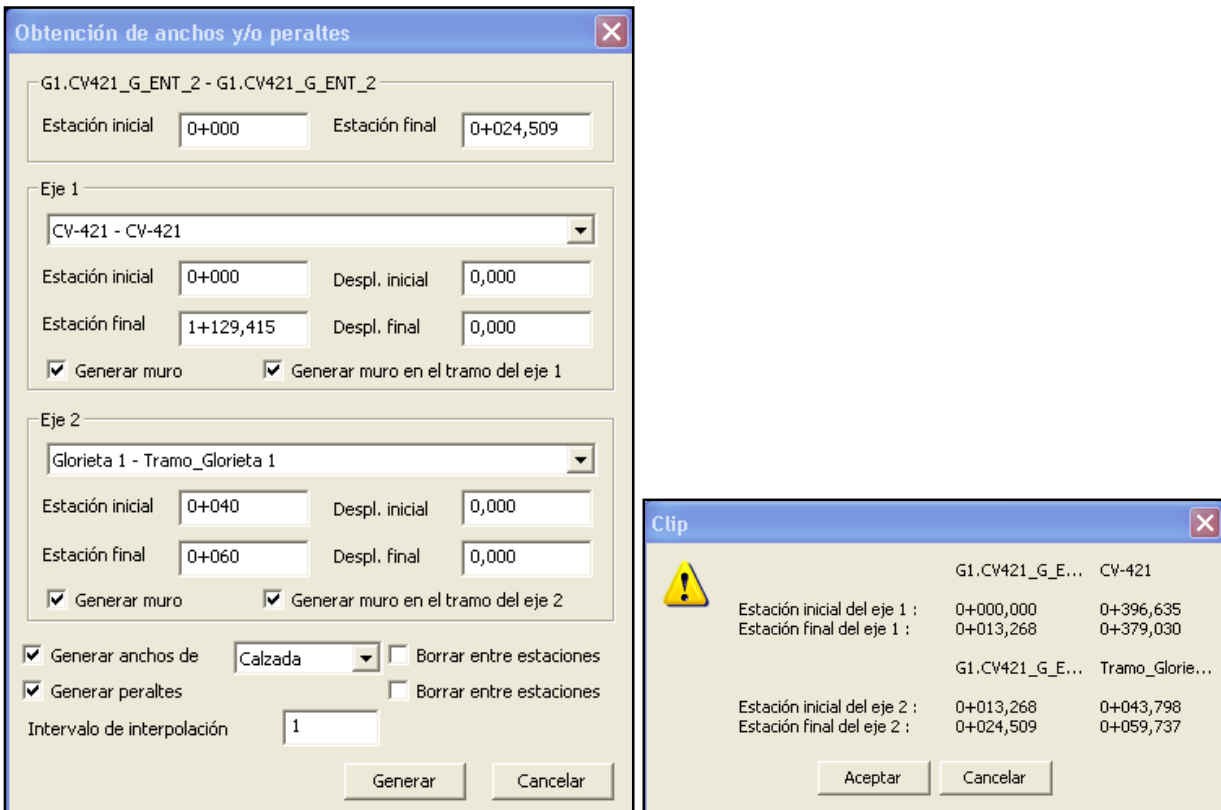 Obtención de anchos y/o peraltes
G1.CV421_G_ENT_2 - G1.CV421_G_ENT_2
Estación inicial 0+000 Estación final 0+024,509
Eje 1
CV-421 - CV-421
Estación inicial 0+000 Despl. inicial 0,000
Estación final 1+129,415 Despl. final 0,000
Generar muro Generar muro en el tramo del eje 1
Eje 2
Glorieta 1 - Tramo_Glorieta 1
Estación inicial 0+040 Despl. inicial 0,000
Estación final 0+060 Despl. final 0,000
Generar muro Generar muro en el tramo del eje 2
Generar anchos de Calzada Borrar entre estaciones
Generar peraltes Borrar entre estaciones
Intervalo de interpolación 1
Generar Cancelar
Clip
G1.CV421_G_E... CV-421
Estación inicial del eje 1 : 0+000,000 0+396,635
Estación final del eje 1 : 0+013,268 0+379,030
G1.CV421_G_E... Tramo_Glorie...
Estación inicial del eje 2 : 0+013,268 0+043,798
Estación final del eje 2 : 0+024,509 0+059,737
Aceptar Cancelar